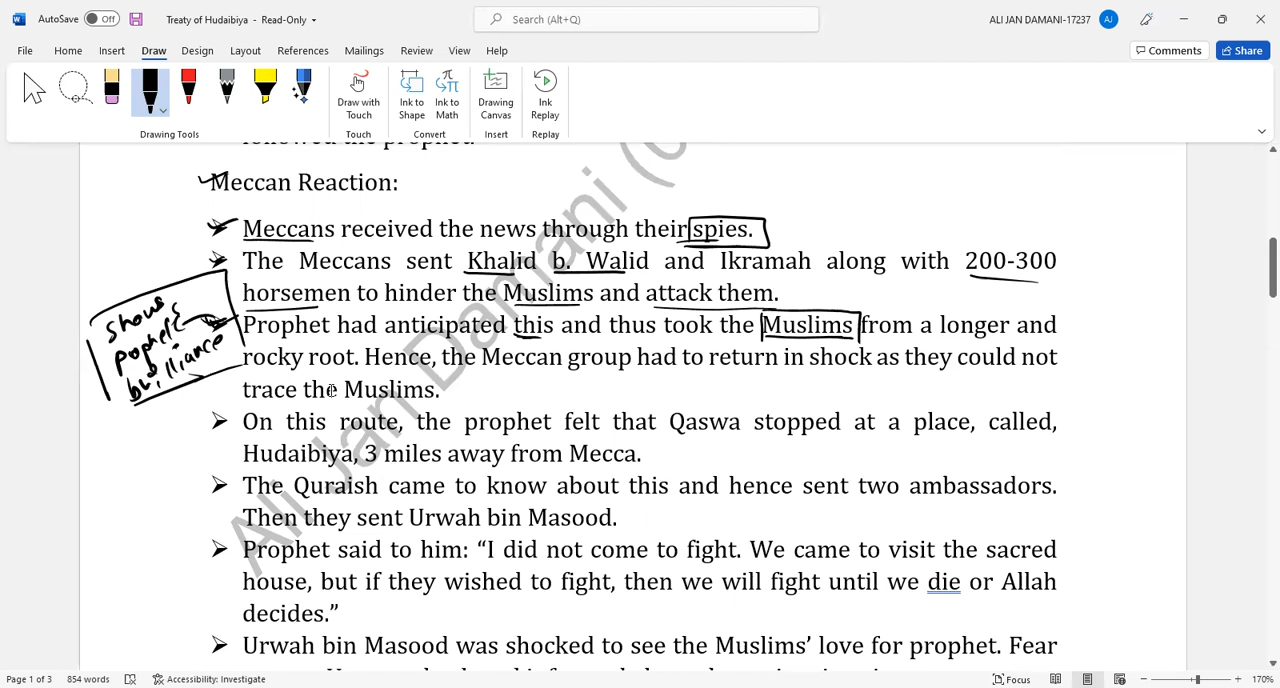 AutoSave Off Treaty of Hudaibiya - Read-Only Search (Alt+Q) ALI JAN DAMANI-17237 AJ
File Home Insert Draw Design Layout References Mailings Review View Help Comments Share
Draw with Touch Ink to Shape Ink to Math Drawing Canvas Ink Replay
Drawing Tools Touch Convert Insert Replay
followed the prophet.
Meccan Reaction:
Meccans received the news through their spies.
The Meccans sent Khalid b. Walid and Ikramah along with 200-300
horsemen to hinder the Muslims and attack them.
shows
prophets
brilliance
Prophet had anticipated this and thus took the Muslims from a longer and
rocky root. Hence, the Meccan group had to return in shock as they could not
trace the Muslims.
On this route, the prophet felt that Qaswa stopped at a place, called,
Hudaibiya, 3 miles away from Mecca.
The Quraish came to know about this and hence sent two ambassadors.
Then they sent Urwah bin Masood.
Prophet said to him: “I did not come to fight. We came to visit the sacred
house, but if they wished to fight, then we will fight until we die or Allah
decides.”
Urwah bin Masood was shocked to see the Muslims’ love for prophet. Fear
Ali Jan Damani (0
Page 1 of 3 854 words Accessibility: Investigate Focus 170%